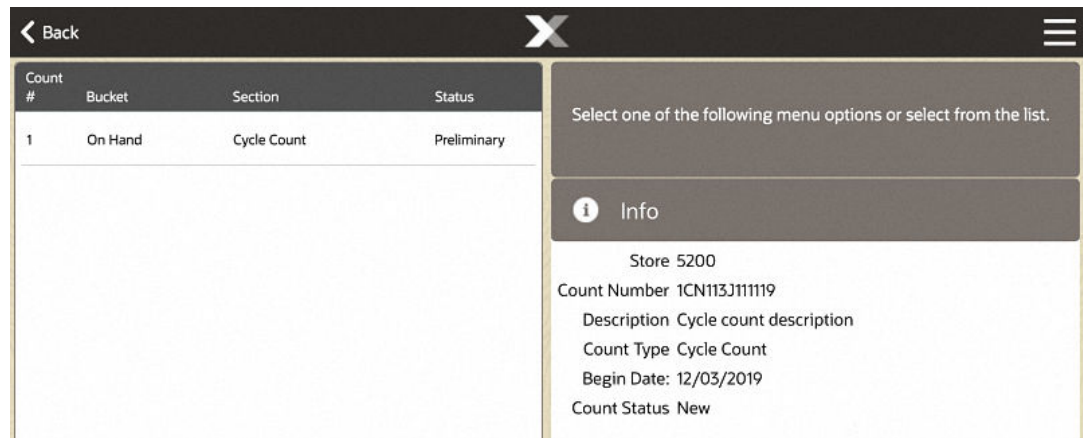 Back
Count
# Bucket Section Status
1 On Hand Cycle Count Preliminary
Select one of the following menu options or select from the list.
Info
Store 5200
Count Number 1CN113J111119
Description Cycle count description
Count Type Cycle Count
Begin Date: 12/03/2019
Count Status New